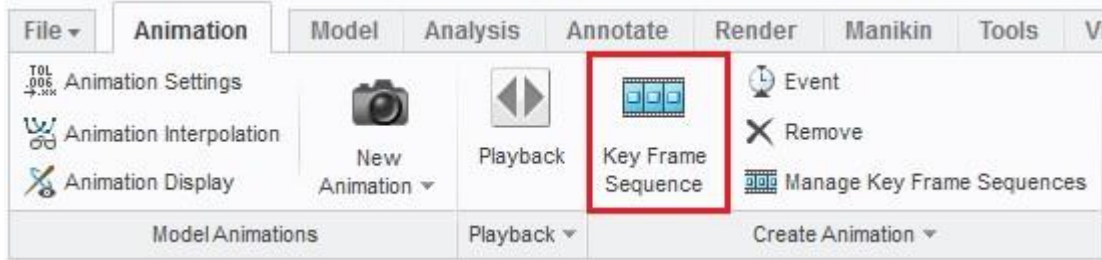 File Animation Model Analysis Annotate Render Manikin Tools V
TOL
.006
→.xx
Animation Settings
Animation Interpolation
Animation Display
New
Animation
Model Animations
Playback
Playback
Key Frame
Sequence
Event
Remove
Manage Key Frame Sequences
Create Animation